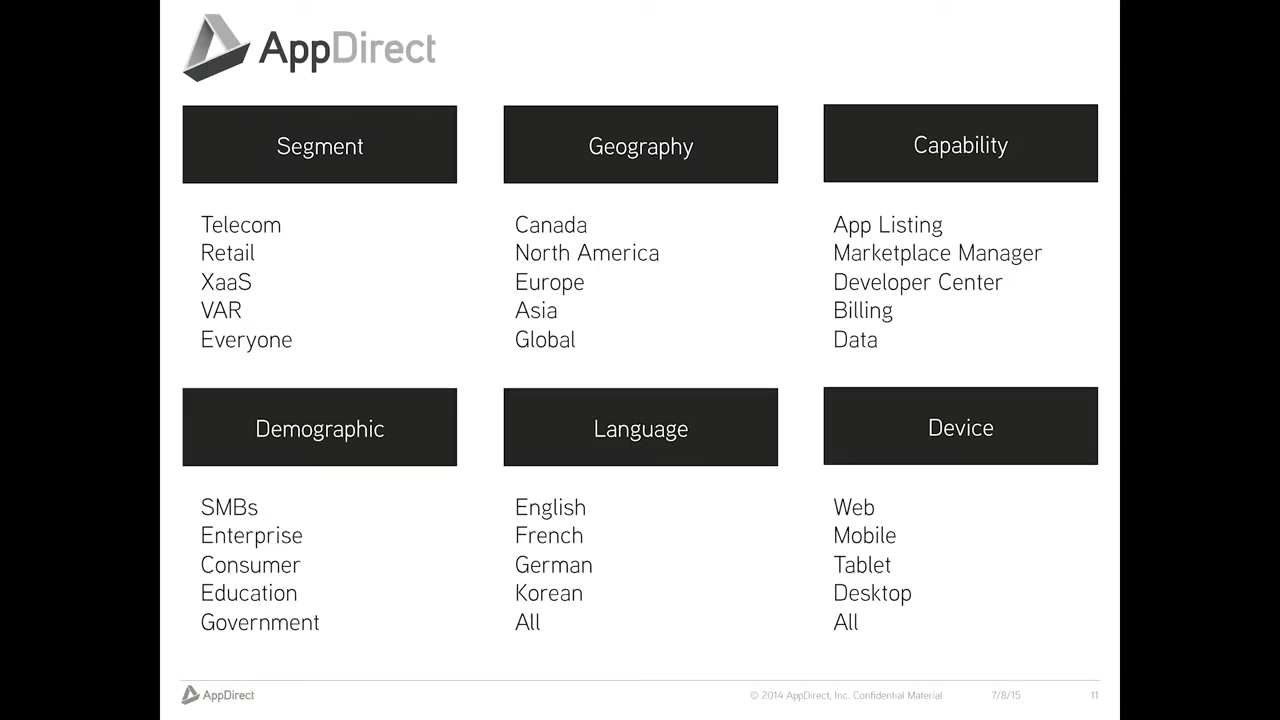 AppDirect
Segment
Telecom
Retail
XaaS
VAR
Everyone
Geography
Canada
North America
Europe
Asia
Global
Capability
App Listing
Marketplace Manager
Developer Center
Billing
Data
Demographic
SMBs
Enterprise
Consumer
Education
Government
Language
English
French
German
Korean
All
Device
Web
Mobile
Tablet
Desktop
All
AppDirect
© 2014 AppDirect, Inc. Confidential Material
7/8/15
11